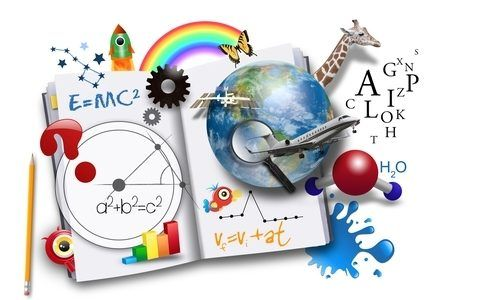 E=MC²
a²+b²=c²
v_f=v_i+at
H₂O
S
X N
G P
A I Z
C L O K
H
T